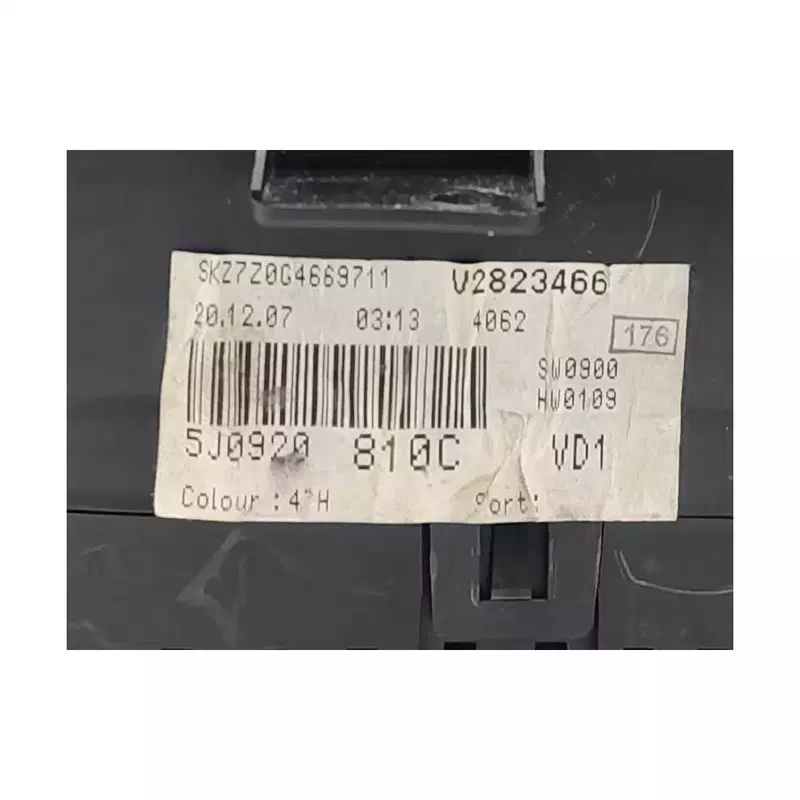 SKZ7Z0G4669711 V2823466
20.12.07 03:13 4062 176
SW0900
HW0109
5J0920 810C VD1
Colour : 4°H Sort: